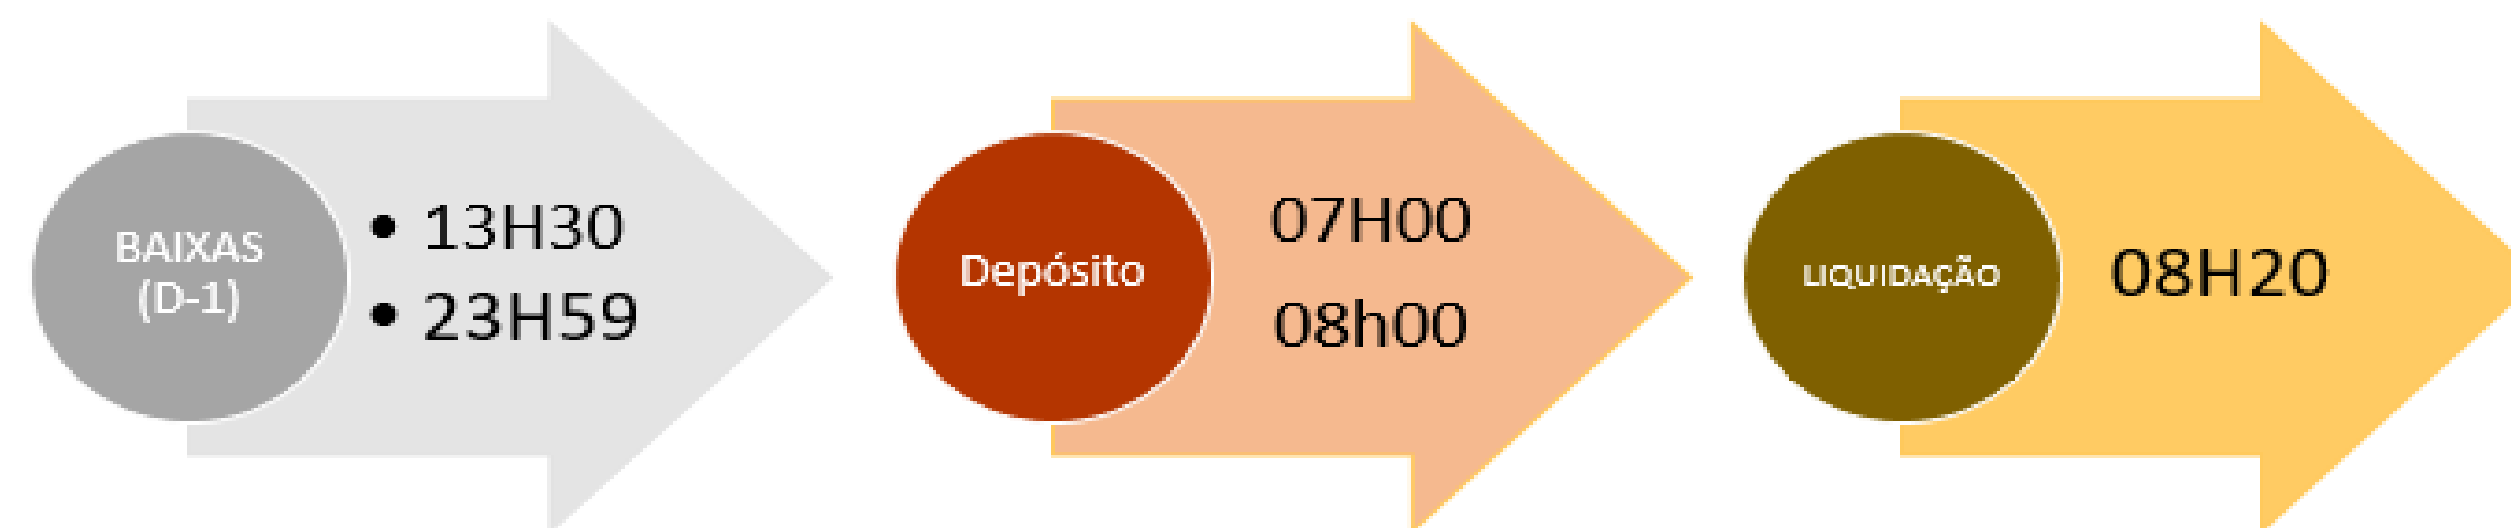 BAIXAS
(D-1)
• 13H30
• 23H59
Depósito
07H00
08h00
LIQUIDAÇÃO
08H20